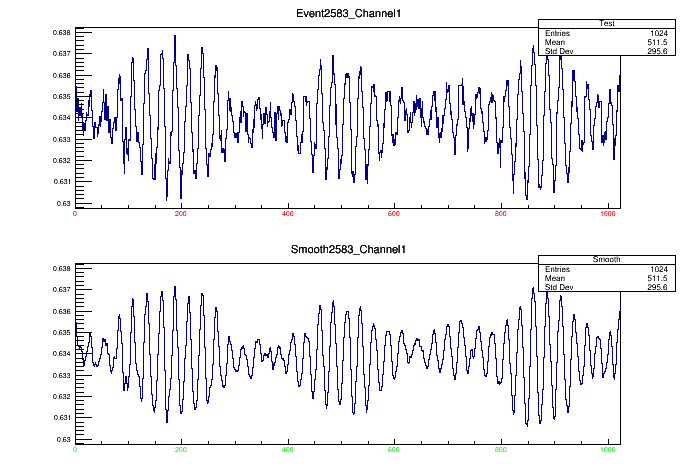 Event2583_Channel1
Test
Entries 1024
Mean 511.5
Std Dev 295.6
0.638
0.637
0.636
0.635
0.634
0.633
0.632
0.631
0.63
0 200 400 600 800 1000
Smooth2583_Channel1
Smooth
Entries 1024
Mean 511.5
Std Dev 295.6
0.638
0.637
0.636
0.635
0.634
0.633
0.632
0.631
0.63
0 200 400 600 800 1000